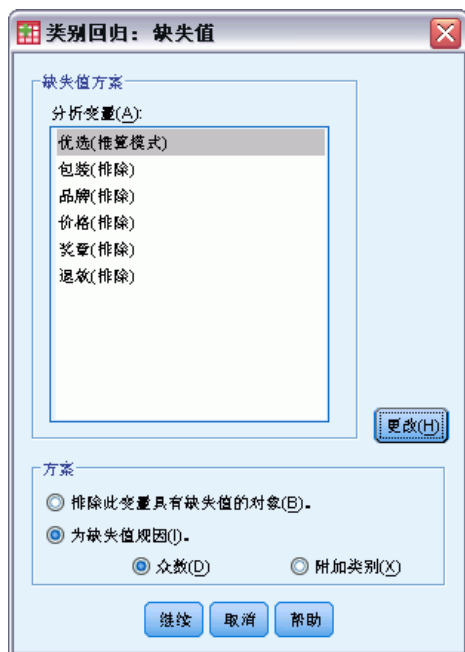 类别回归：缺失值
缺失值方案
分析变量(A):
优选(推算模式)
包装(排除)
品牌(排除)
价格(排除)
奖章(排除)
退款(排除)
更改(H)
方案
排除此变量具有缺失值的对象(B)。
为缺失值规因(I)。
众数(D)
附加类别(X)
继续
取消
帮助